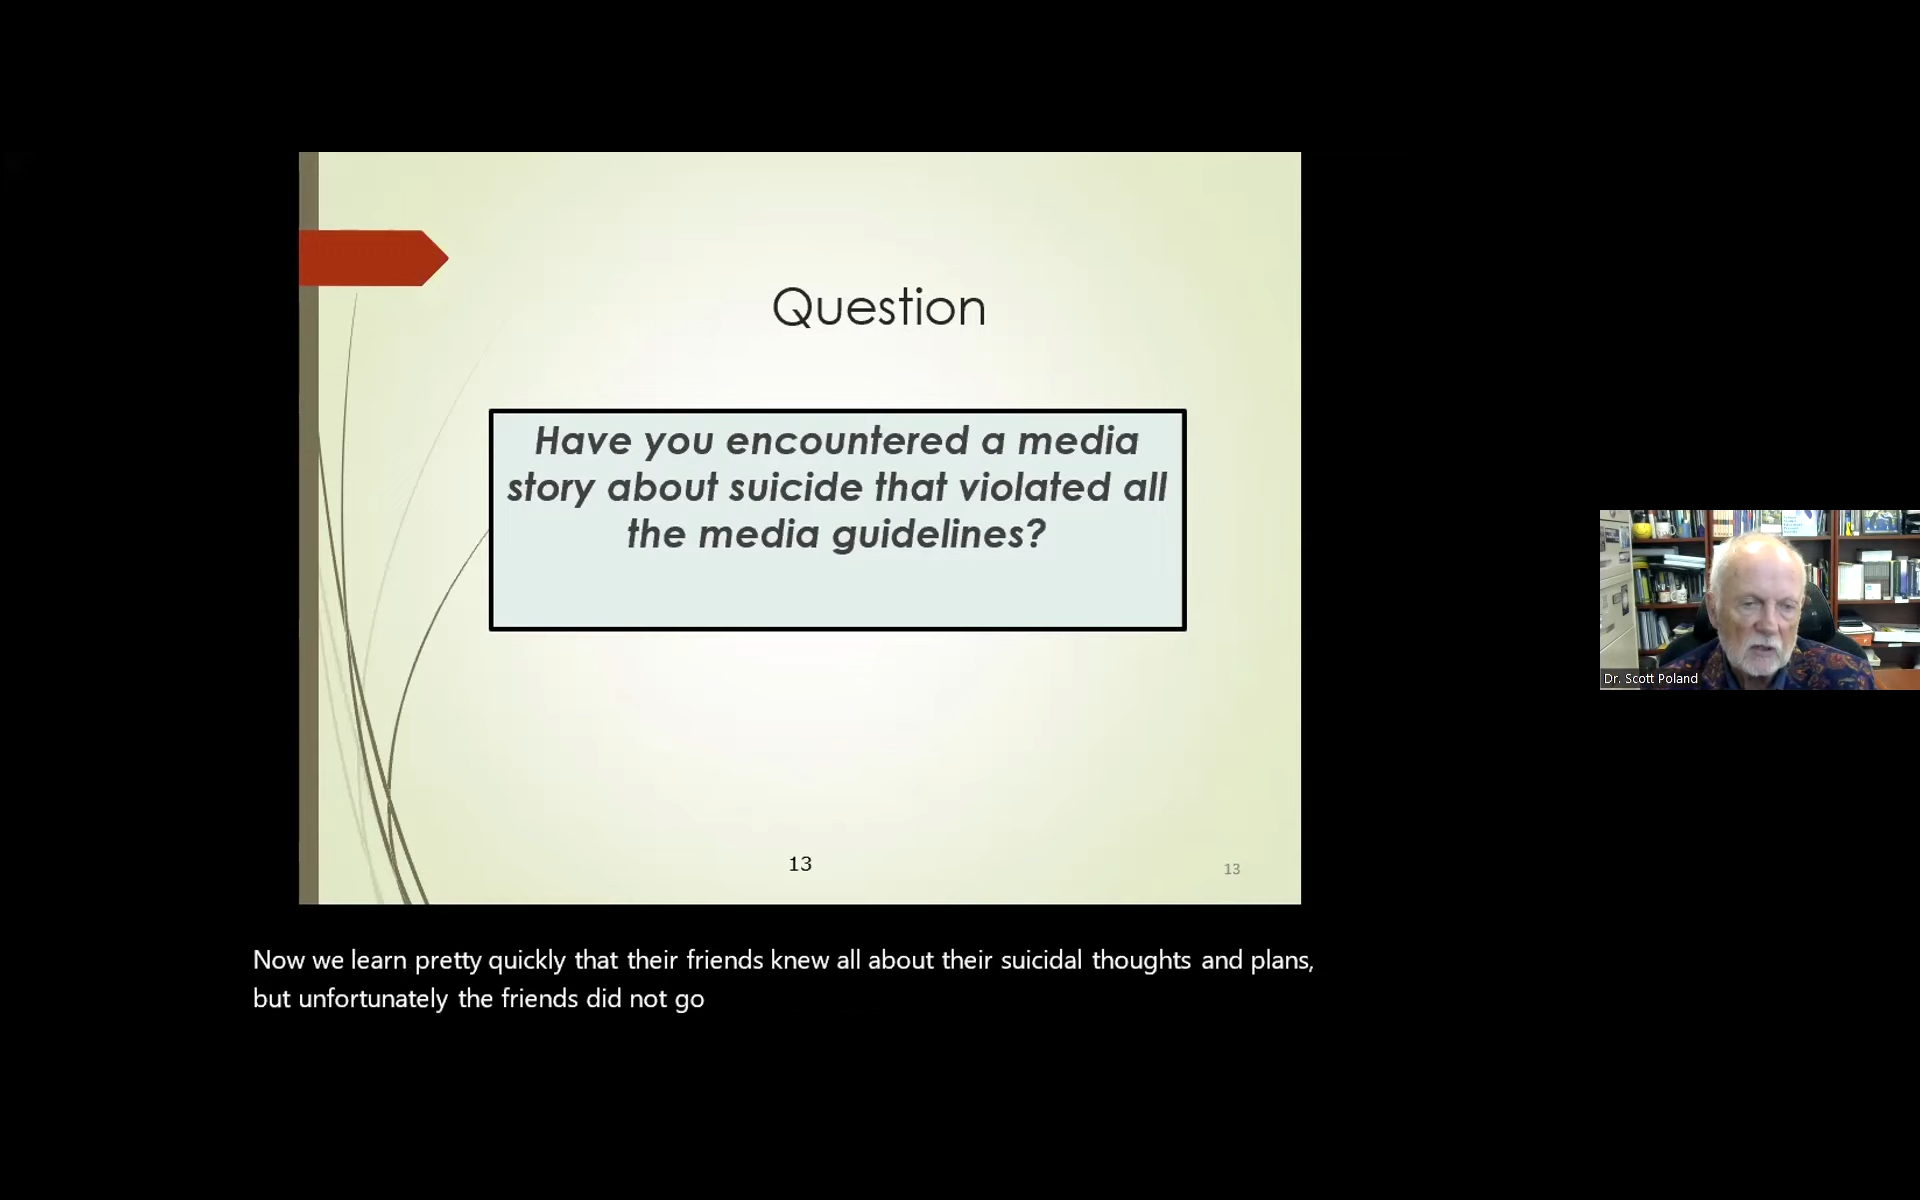 Question
Have you encountered a media
story about suicide that violated all
the media guidelines?
13
13
Dr. Scott Poland
Now we learn pretty quickly that their friends knew all about their suicidal thoughts and plans,
but unfortunately the friends did not go